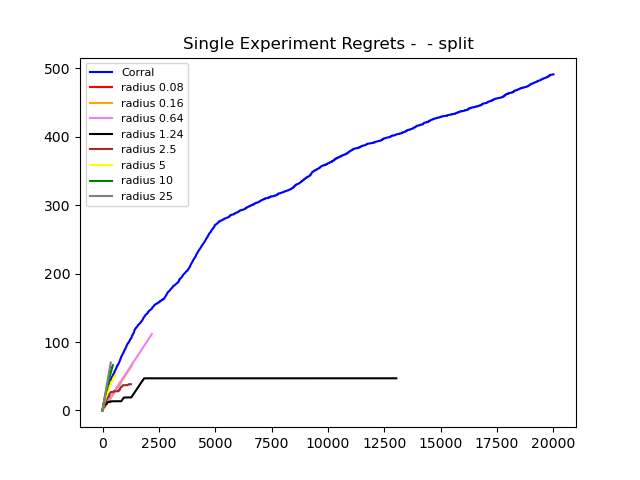 Single Experiment Regrets -  - split
500
400
300
200
100
0
Corral
radius 0.08
radius 0.16
radius 0.64
radius 1.24
radius 2.5
radius 5
radius 10
radius 25
0 2500 5000 7500 10000 12500 15000 17500 20000